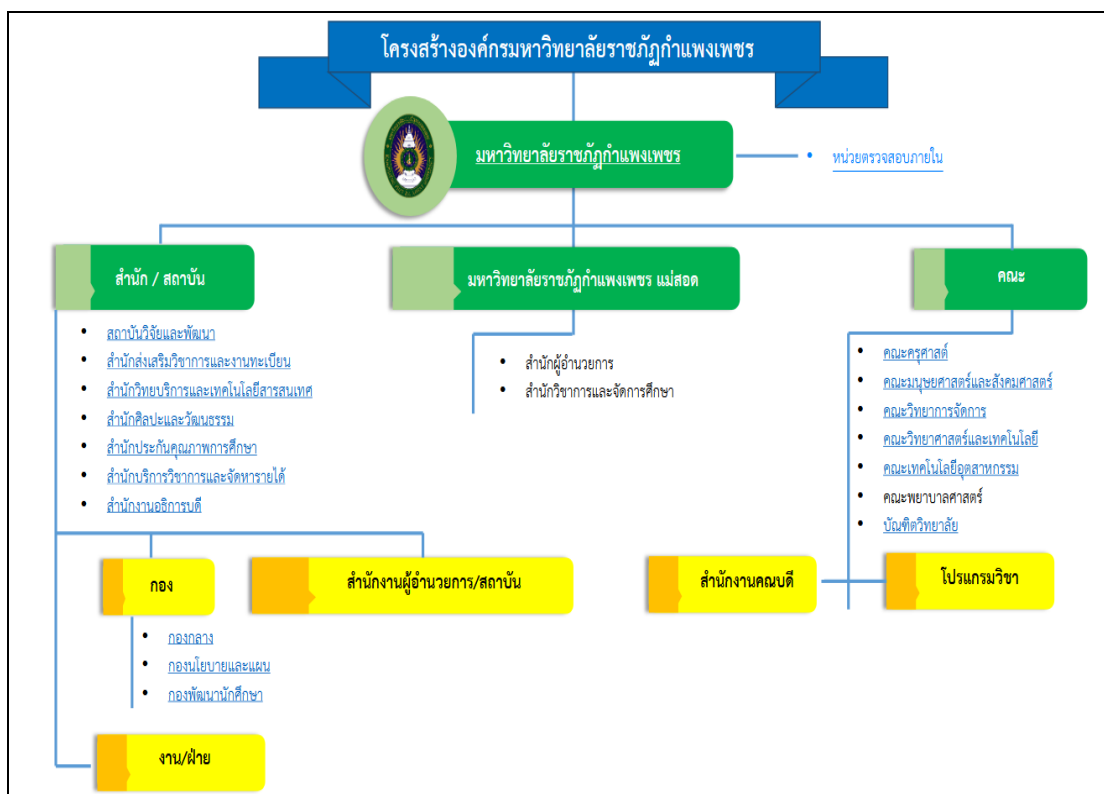 โครงสร้างองค์กรมหาวิทยาลัยราชภัฏกำแพงเพชร
มหาวิทยาลัยราชภัฏกำแพงเพชร
• หน่วยตรวจสอบภายใน
สำนัก / สถาบัน
• สถาบันวิจัยและพัฒนา
• สำนักส่งเสริมวิชาการและงานทะเบียน
• สำนักวิทยบริการและเทคโนโลยีสารสนเทศ
• สำนักศิลปะและวัฒนธรรม
• สำนักประกันคุณภาพการศึกษา
• สำนักบริการวิชาการและจัดหารายได้
• สำนักงานอธิการบดี
กอง
• กองกลาง
• กองนโยบายและแผน
• กองพัฒนานักศึกษา
งาน/ฝ่าย
สำนักงานผู้อำนวยการ/สถาบัน
มหาวิทยาลัยราชภัฏกำแพงเพชร แม่สอด
• สำนักผู้อำนวยการ
• สำนักวิชาการและจัดการศึกษา
คณะ
• คณะครุศาสต์
• คณะมนุษยศาสตร์และสังคมศาสตร์
• คณะวิทยาการจัดการ
• คณะวิทยาศาสตร์และเทคโนโลยี
• คณะเทคโนโลยีอุตสาหกรรม
• คณะพยาบาลศาสตร์
• บัณฑิตวิทยาลัย
สำนักงานคณบดี
โปรแกรมวิชา